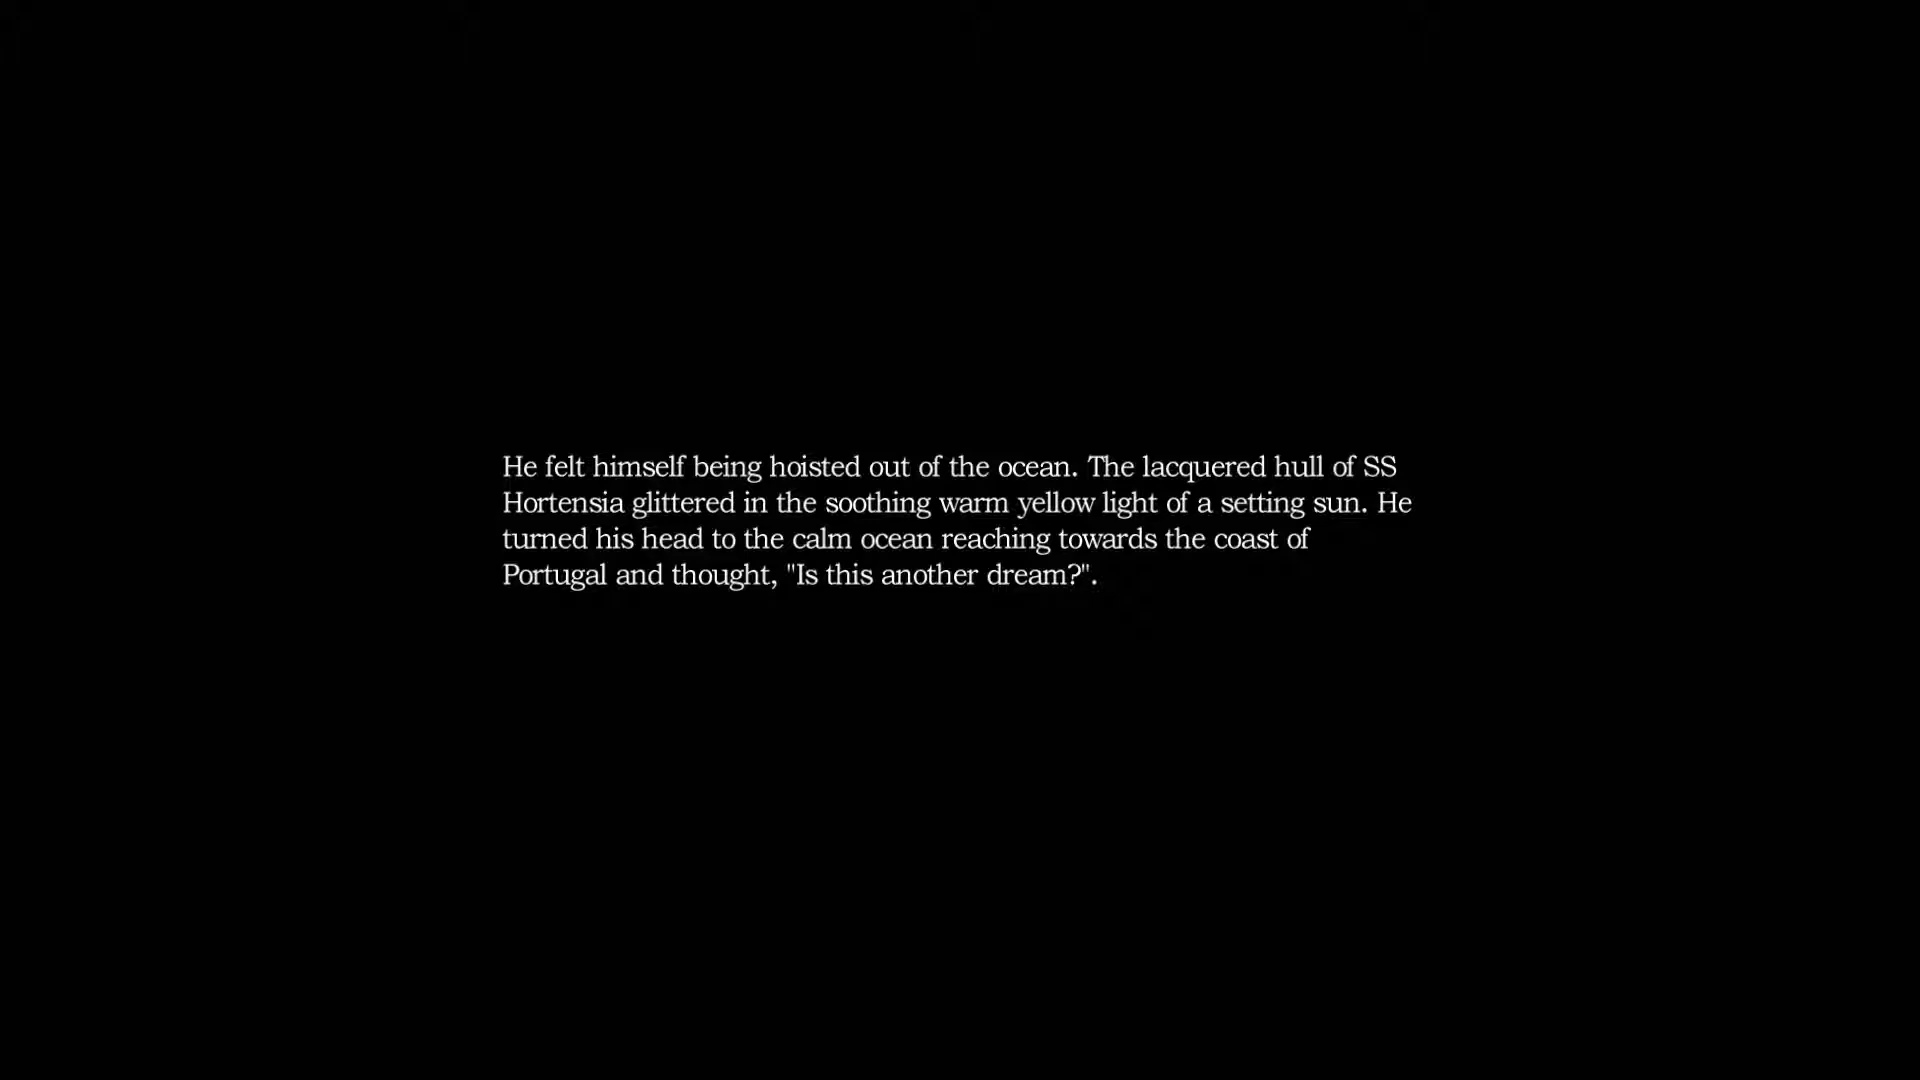 He felt himself being hoisted out of the ocean. The lacquered hull of SS
Hortensia glittered in the soothing warm yellow light of a setting sun. He
turned his head to the calm ocean reaching towards the coast of
Portugal and thought, "Is this another dream?".